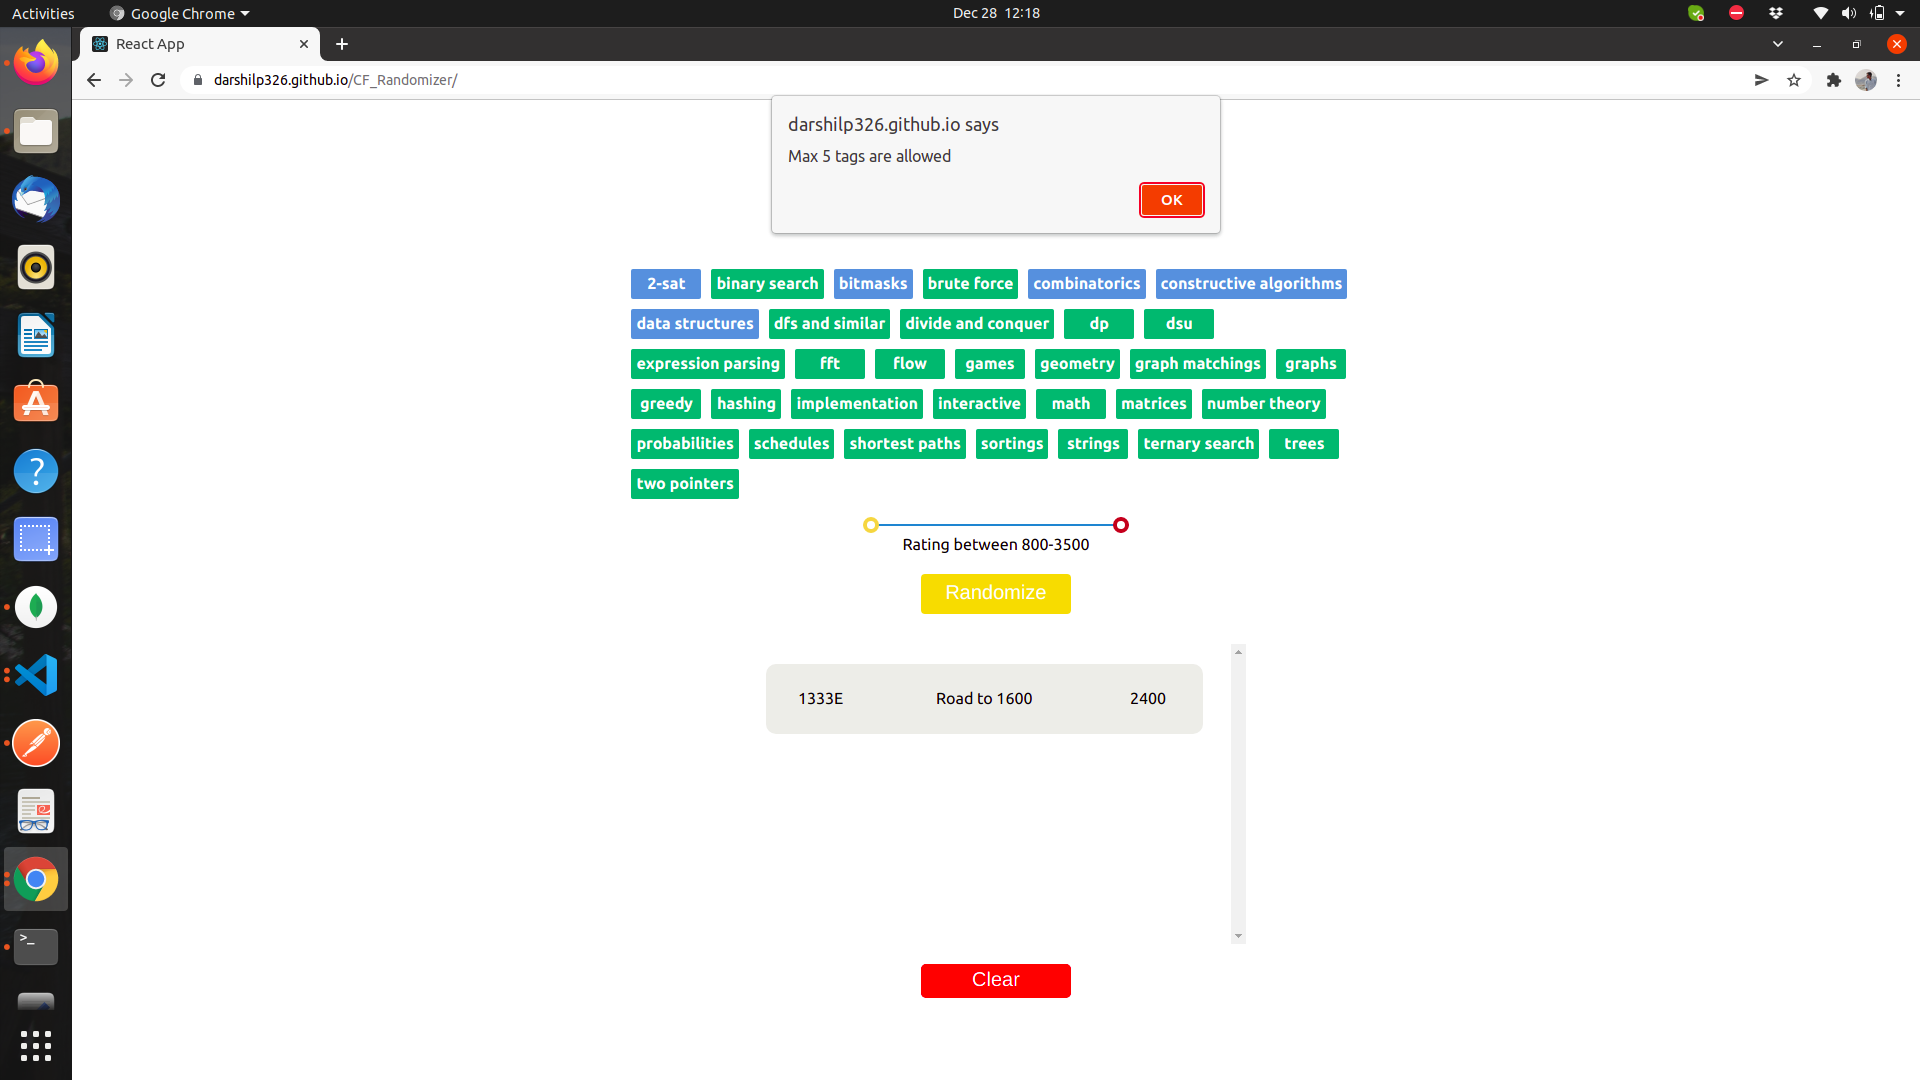 Activities Google Chrome Dec 28 12:18
React App
darshilp326.github.io/CF_Randomizer/
darshilp326.github.io says
Max 5 tags are allowed
OK
2-sat binary search bitmasks brute force combinatorics constructive algorithms
data structures dfs and similar divide and conquer dp dsu
expression parsing fft flow games geometry graph matchings graphs
greedy hashing implementation interactive math matrices number theory
probabilities schedules shortest paths sortings strings ternary search trees
two pointers
Rating between 800-3500
Randomize
1333E Road to 1600 2400
Clear